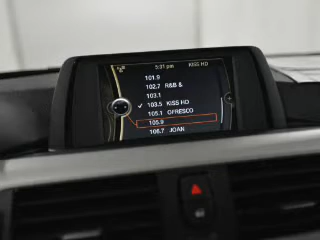 5:31 pm KISS HD
101.9
102.7 R&B &
103.1
103.5 KISS HD
105.1 GFRESCO
105.9
106.7 JOAN